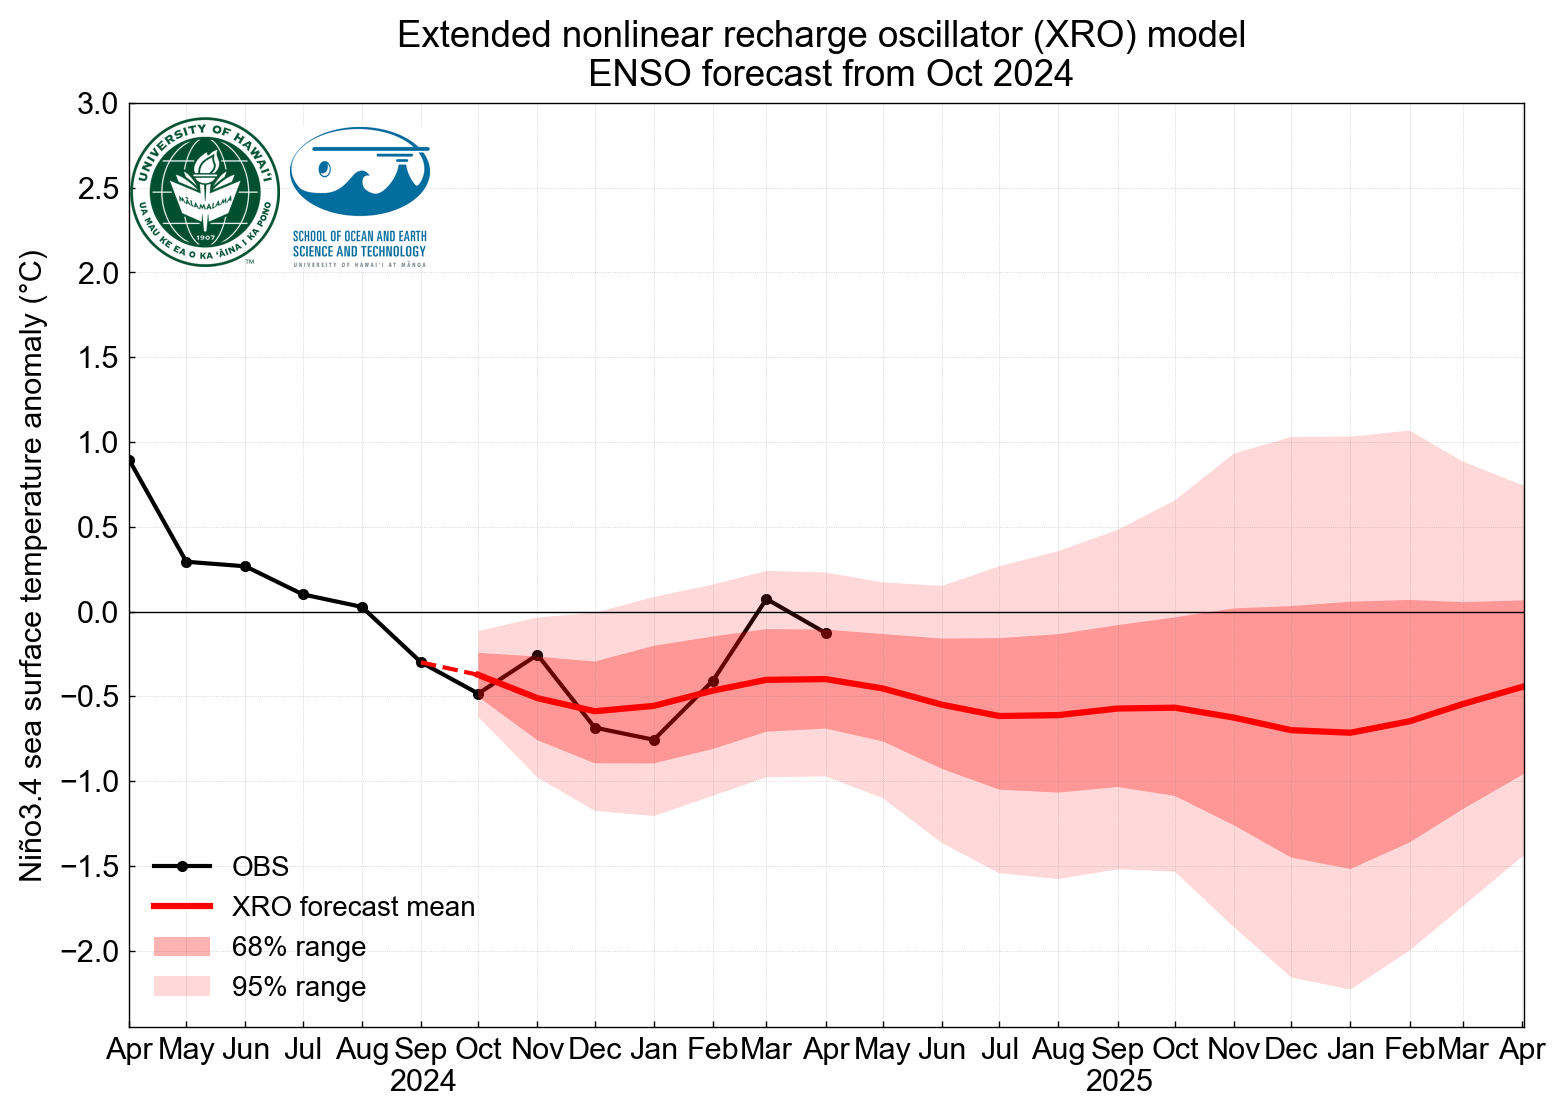 Extended nonlinear recharge oscillator (XRO) model
ENSO forecast from Oct 2024
UNIVERSITY OF HAWAI'I
MĀLAMALAMA
1907
UA MAU KE EA O KA 'ĀINA I KA PONO
TM
SCHOOL OF OCEAN AND EARTH
SCIENCE AND TECHNOLOGY
UNIVERSITY OF HAWAI'I AT MĀNOA
Niño3.4 sea surface temperature anomaly (°C)
3.0
2.5
2.0
1.5
1.0
0.5
0.0
−0.5
−1.0
−1.5
−2.0
OBS
XRO forecast mean
68% range
95% range
Apr May Jun Jul Aug Sep Oct Nov Dec Jan Feb Mar Apr May Jun Jul Aug Sep Oct Nov Dec Jan Feb Mar Apr
2024 2025